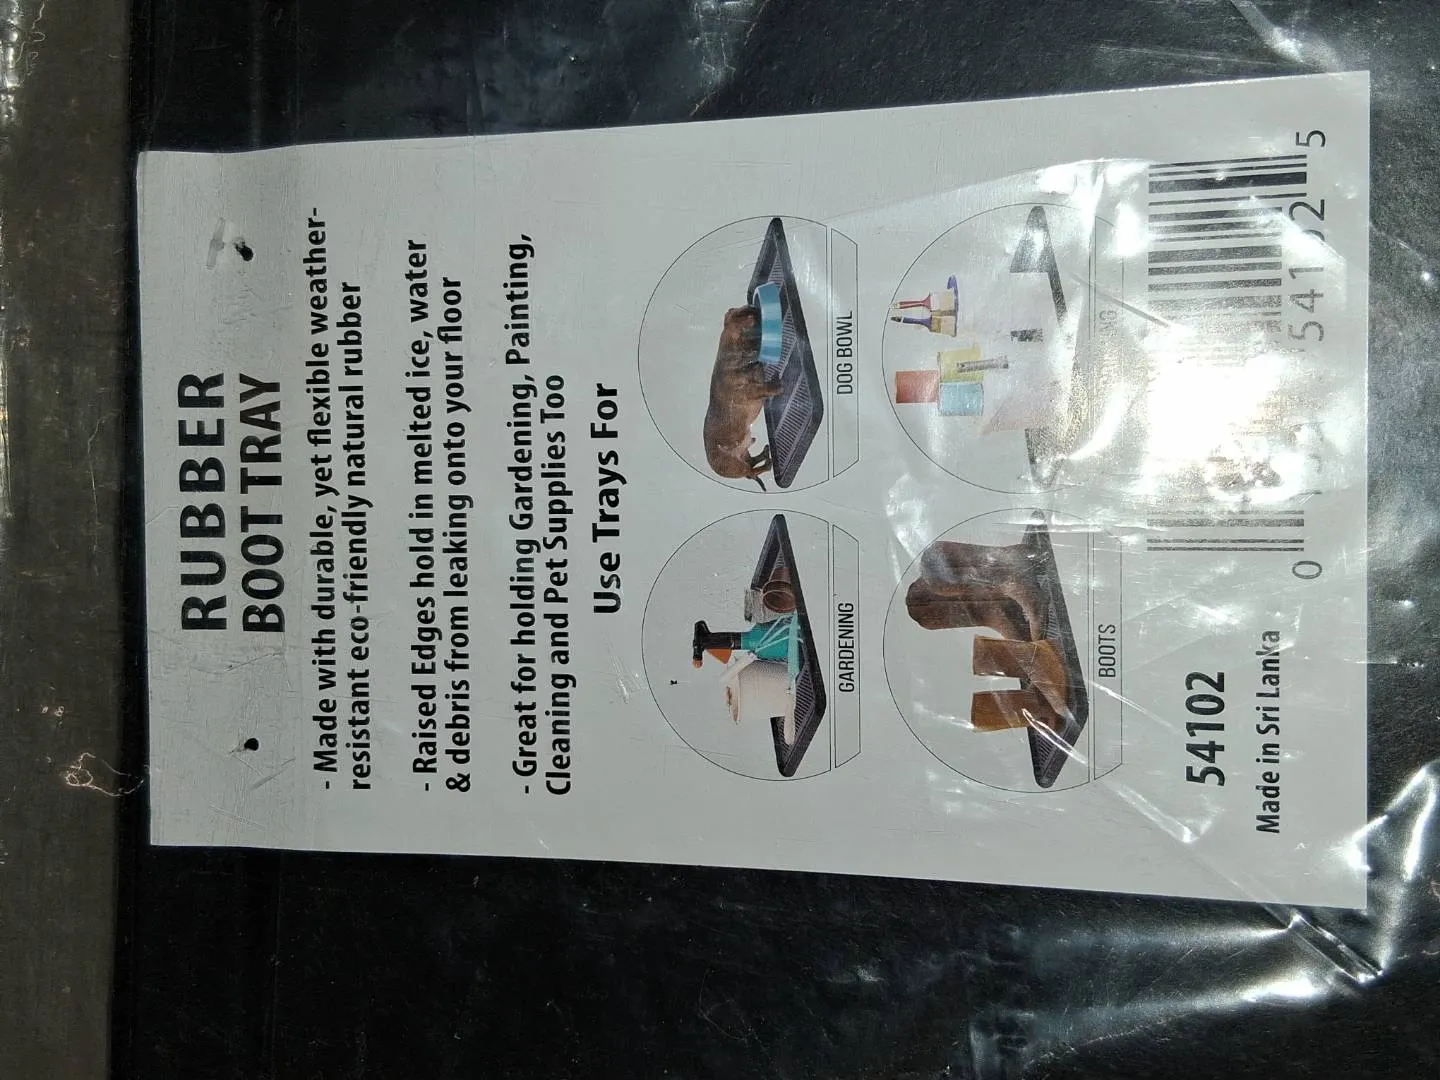 RUBBER
BOOT TRAY
- Made with durable, yet flexible weather-
resistant eco-friendly natural rubber
- Raised Edges hold in melted ice, water
& debris from leaking onto your floor
- Great for holding Gardening, Painting,
Cleaning and Pet Supplies Too
Use Trays For
GARDENING
DOG BOWL
BOOTS
54102
Made in Sri Lanka
0
5